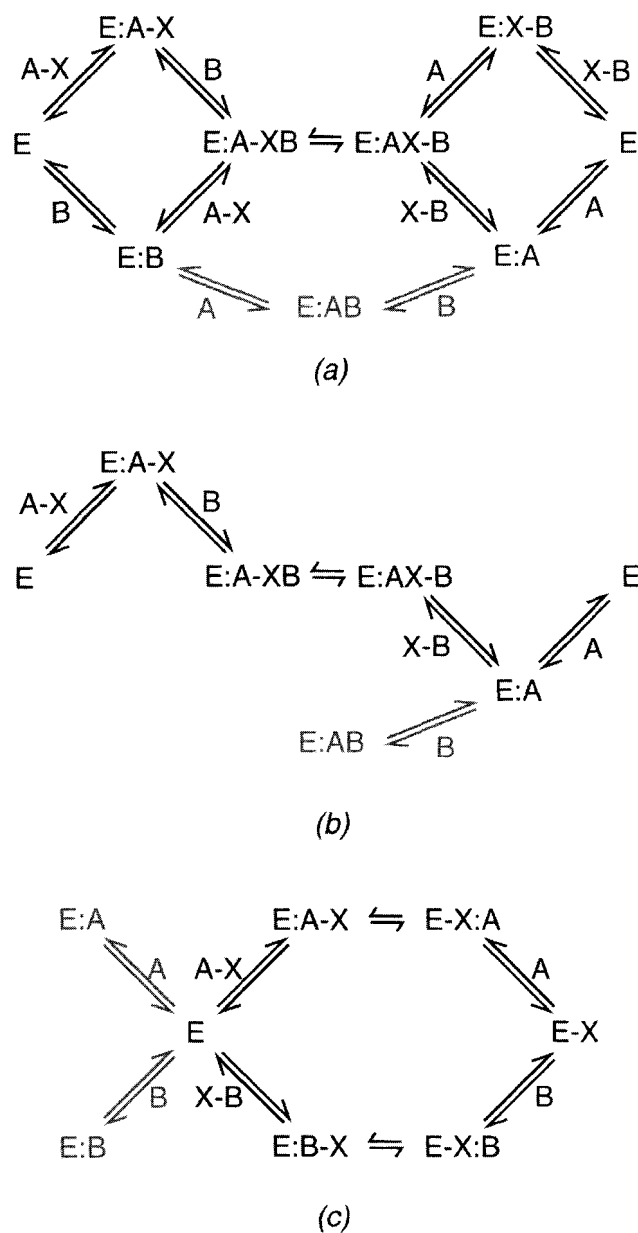 E:A-X E:X-B
A-X B A X-B
E E:A-XB E:AX-B E
B A-X X-B A
E:B E:A
A E:AB B
(a)
E:A-X
A-X B
E E:A-XB E:AX-B E
X-B A
E:A
E:AB B
(b)
E:A E:A-X E-X:A
A A-X A
E E-X
B X-B B
E:B E:B-X E-X:B
(c)